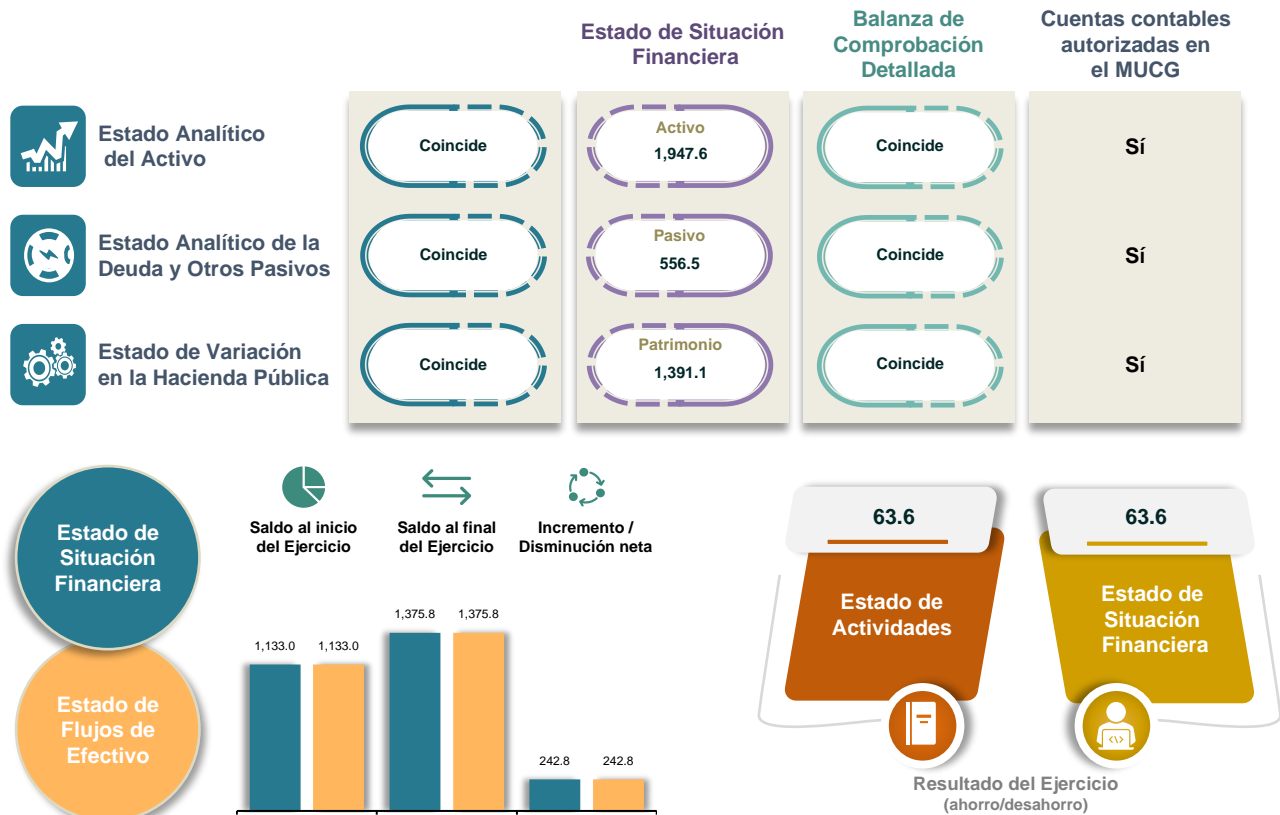 Estado de Situación
Financiera
Balanza de
Comprobación
Detallada
Cuentas contables
autorizadas en
el MUCG
Estado Analítico
del Activo
Coincide
Activo
1,947.6
Coincide
Sí
Estado Analítico de la
Deuda y Otros Pasivos
Coincide
Pasivo
556.5
Coincide
Sí
Estado de Variación
en la Hacienda Pública
Coincide
Patrimonio
1,391.1
Coincide
Sí
Estado de
Situación
Financiera
Estado de
Flujos de
Efectivo
Saldo al inicio
del Ejercicio
Saldo al final
del Ejercicio
Incremento /
Disminución neta
1,133.0
1,133.0
1,375.8
1,375.8
242.8
242.8
63.6
Estado de
Actividades
63.6
Estado de
Situación
Financiera
Resultado del Ejercicio
(ahorro/desahorro)